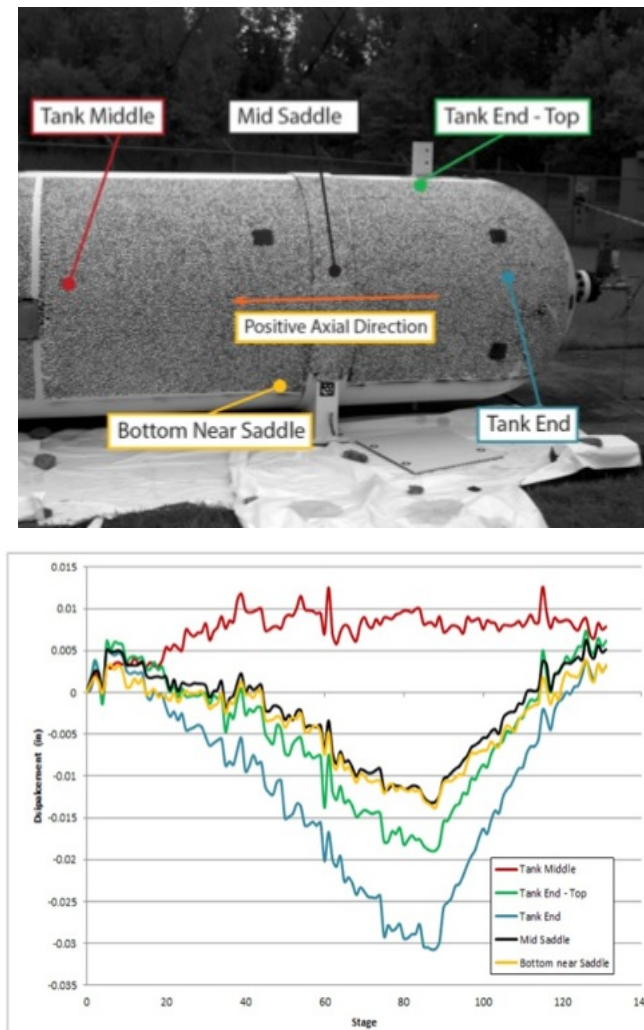 Tank Middle
Mid Saddle
Tank End - Top
Positive Axial Direction
Bottom Near Saddle
Tank End
0.015
0.01
0.005
0
-0.005
-0.01
-0.015
-0.02
-0.025
-0.03
-0.035
Dsipalcement (in)
0 20 40 60 80 100 120 14
Stage
Tank Middle
Tank End - Top
Tank End
Mid Saddle
Bottom near Saddle